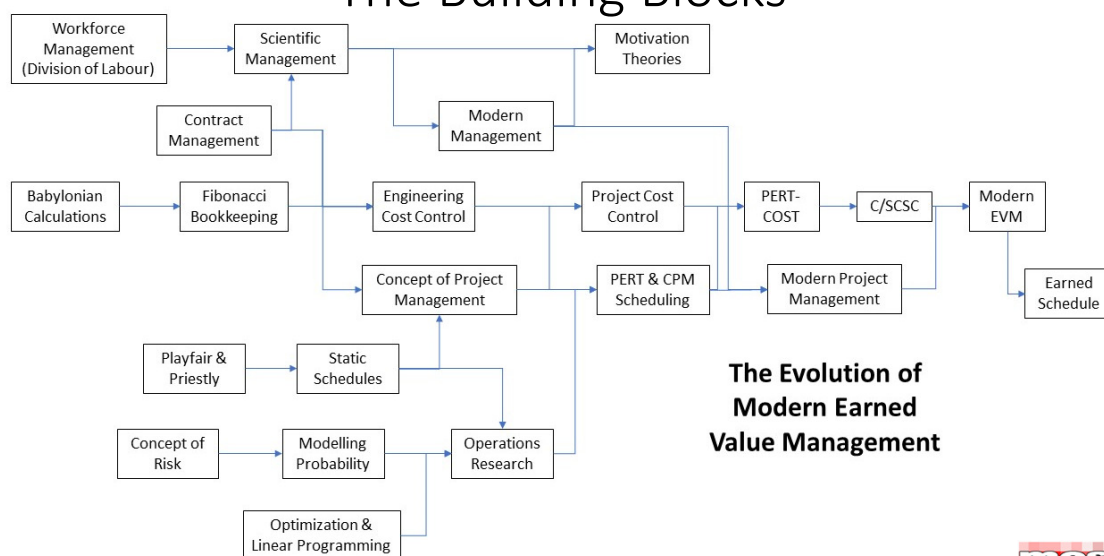 The Building Blocks
Workforce
Management
(Division of Labour)
Scientific
Management
Motivation
Theories
Contract
Management
Modern
Management
Babylonian
Calculations
Fibonacci
Bookkeeping
Engineering
Cost Control
Project Cost
Control
PERT-
COST
C/SCSC
Modern
EVM
Concept of Project
Management
PERT & CPM
Scheduling
Modern Project
Management
Earned
Schedule
Playfair &
Priestly
Static
Schedules
The Evolution of
Modern Earned
Value Management
Concept of
Risk
Modelling
Probability
Operations
Research
Optimization &
Linear Programming